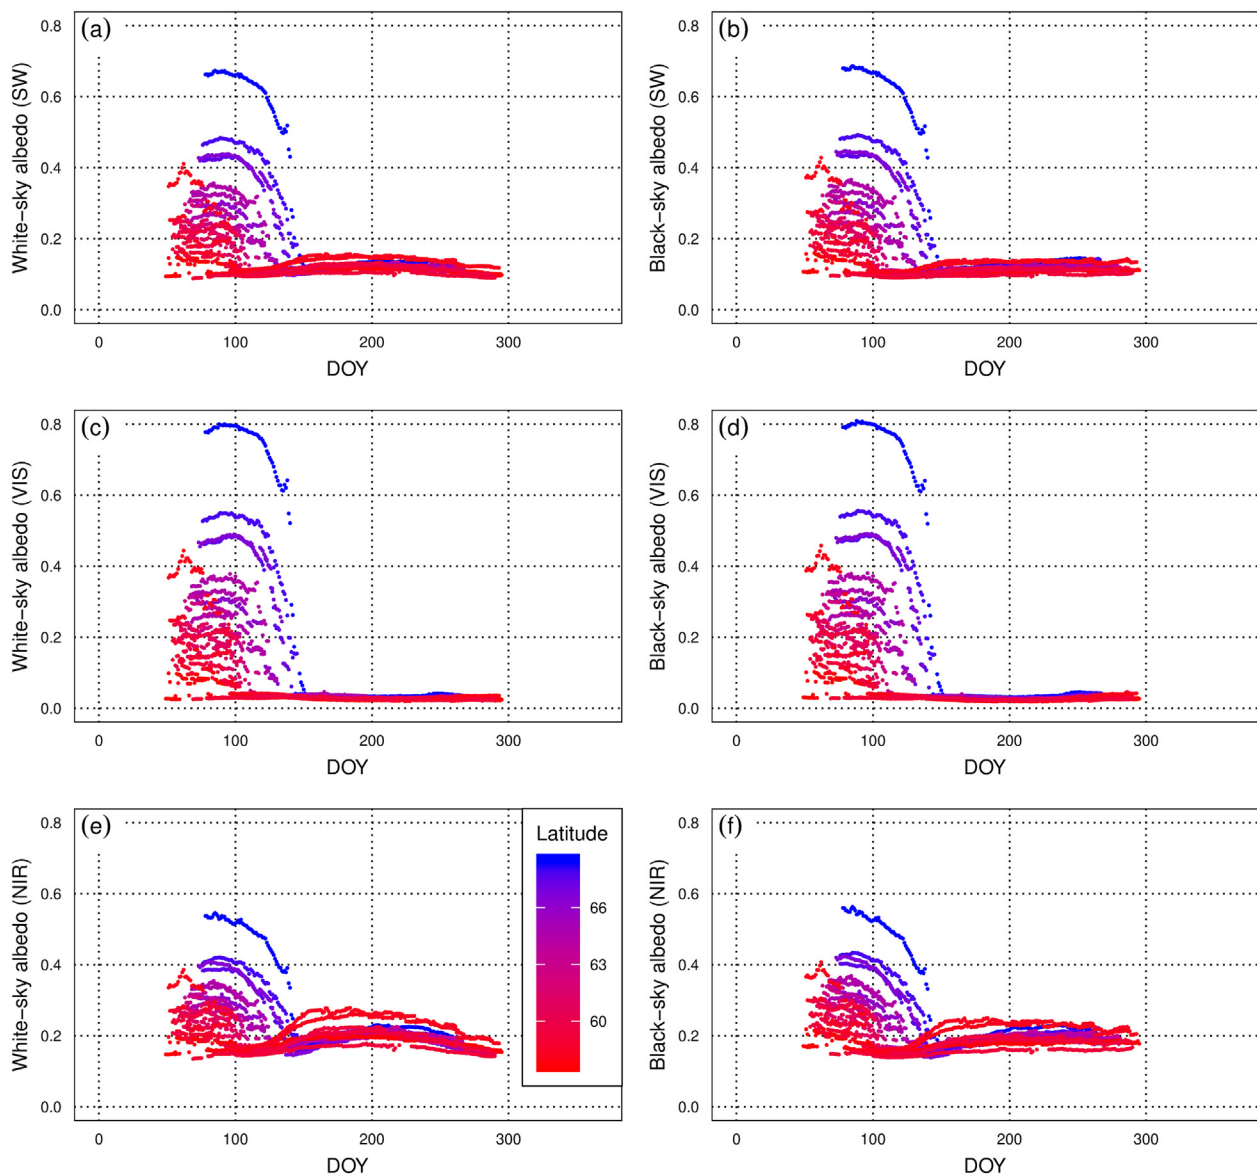 (a)
White−sky albedo (SW)
0.8
0.6
0.4
0.2
0.0
0 100 200 300
DOY
(b)
Black−sky albedo (SW)
0.8
0.6
0.4
0.2
0.0
0 100 200 300
DOY
(c)
White−sky albedo (VIS)
0.8
0.6
0.4
0.2
0.0
0 100 200 300
DOY
(d)
Black−sky albedo (VIS)
0.8
0.6
0.4
0.2
0.0
0 100 200 300
DOY
(e)
White−sky albedo (NIR)
0.8
0.6
0.4
0.2
0.0
0 100 200 300
DOY
Latitude
66
63
60
(f)
Black−sky albedo (NIR)
0.8
0.6
0.4
0.2
0.0
0 100 200 300
DOY